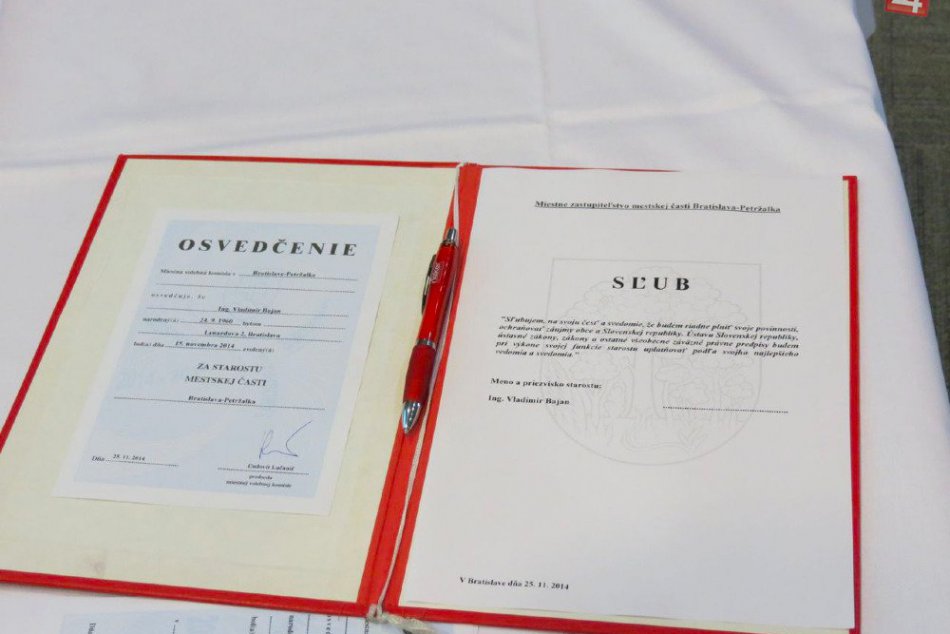 OSVEDČENIE
Miestna volebná komisia v Bratislava-Petržalka
osvedčuje, že
Ing. Vladimír Bajan
narodený(á) 24. 9. 1960 bytom
Lenardova 2, Bratislava
bol(a) dňa 15. novembra 2014 zvolený(á)
ZA STAROSTU
MESTSKEJ ČASTI
Bratislava-Petržalka
Dňa 25. 11. 2014
Ľudovít Lučanič
predseda
miestnej volebnej komisie
Miestne zastupiteľstvo mestskej časti Bratislava-Petržalka
SĽUB
"Sľubujem, na svoju česť a svedomie, že budem riadne plniť svoje povinnosti,
ochraňovať záujmy obce a Slovenskej republiky. Ústavu Slovenskej republiky,
ústavné zákony, zákony a ostatné všeobecne záväzné právne predpisy budem
pri výkone svojej funkcie starostu uplatňovať podľa svojho najlepšieho
vedomia a svedomia."
Meno a priezvisko starostu:
Ing. Vladimír Bajan
V Bratislave dňa 25. 11. 2014